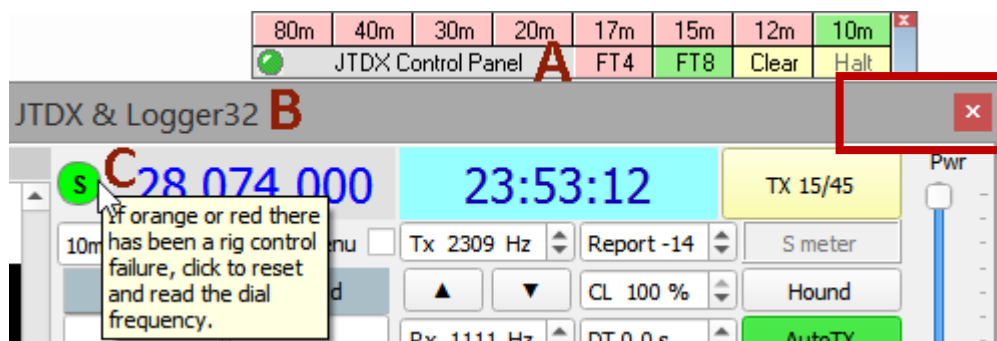 80m 40m 30m 20m 17m 15m 12m 10m x
JTDX Control Panel A FT4 FT8 Clear Halt
JTDX & Logger32 B x
S C 28 074 000 23:53:12 TX 15/45 Pwr
If orange or red there
has been a rig control
failure, click to reset
and read the dial
frequency.
10m enu Tx 2309 Hz Report -14 S meter
d ▲ ▼ CL 100 % Hound
Rx 1111 Hz DT 0.0 s AutoTX